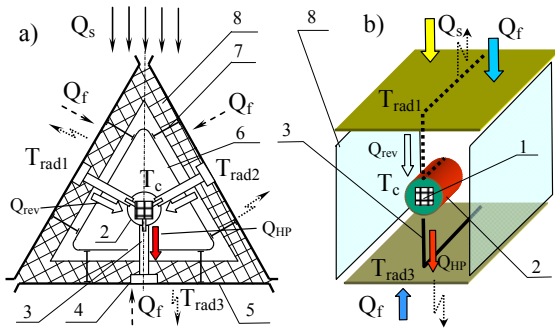 a)
Qs
8
7
Qf
Qf
6
Trad1
Tc
Trad2
Qrev
2
QHP
3
4
Qf
Trad3
5
b)
8
Qs
Qf
Trad1
3
Qrev
1
Tc
Trad3
QHP
2
Qf